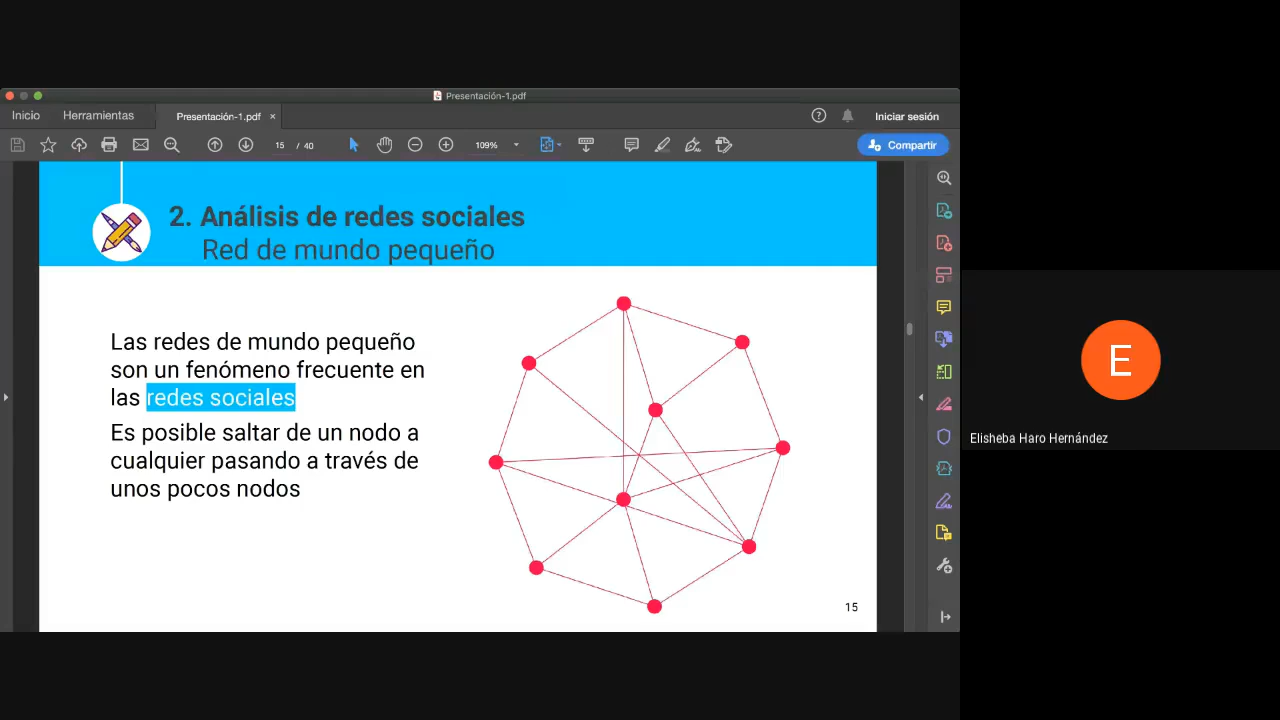 Presentación-1.pdf
Inicio
Herramientas
Presentación-1.pdf ×
Iniciar sesión
15 / 40
109%
Compartir
2. Análisis de redes sociales
Red de mundo pequeño
Las redes de mundo pequeño
son un fenómeno frecuente en
las redes sociales
Es posible saltar de un nodo a
cualquier pasando a través de
unos pocos nodos
15
E
Elisheba Haro Hernández